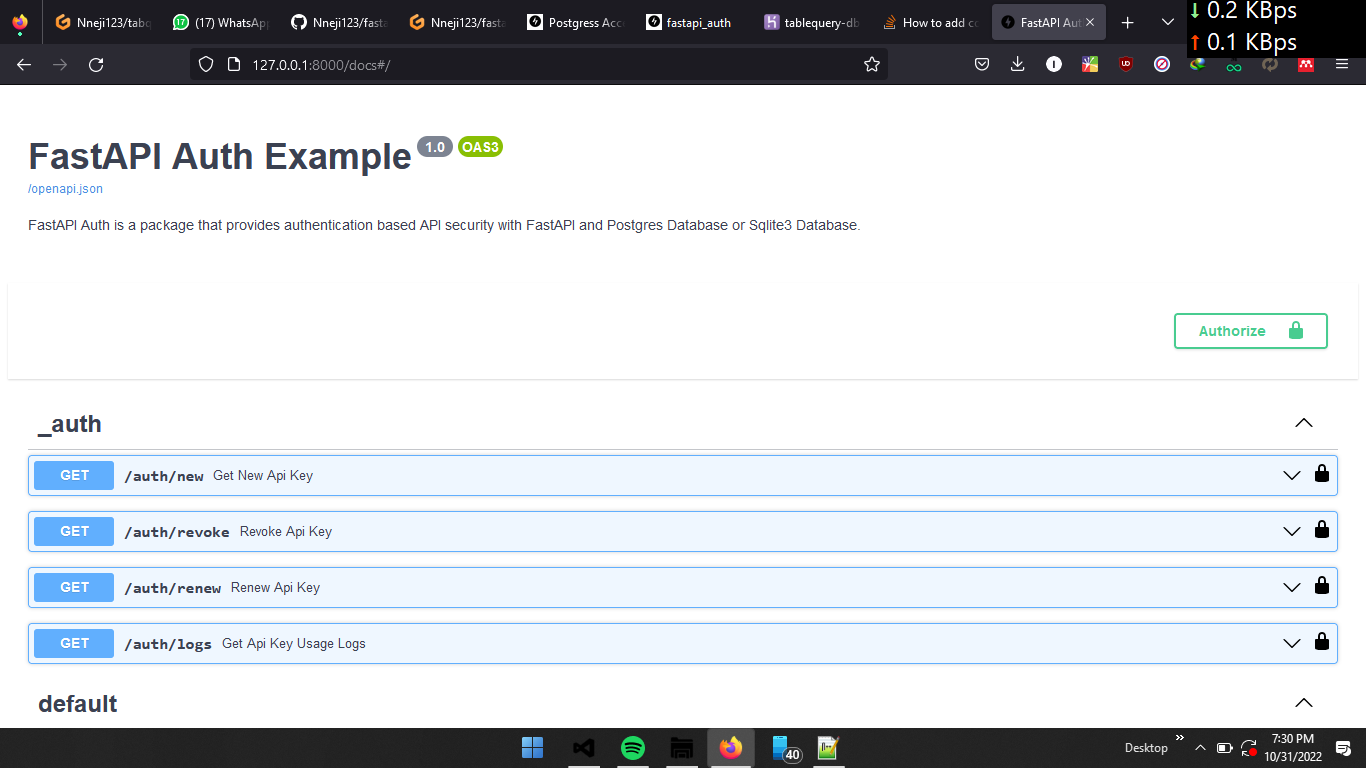 Nneji123/tabq
(17) WhatsApp
Nneji123/fasta
Nneji123/fasta
Postgress Acc
fastapi_auth
tablequery-db
How to add co
FastAPI Aut
0.2 KBps
0.1 KBps
127.0.0.1:8000/docs#/
FastAPI Auth Example 1.0 OAS3
/openapi.json
FastAPI Auth is a package that provides authentication based API security with FastAPI and Postgres Database or Sqlite3 Database.
Authorize
_auth
GET /auth/new Get New Api Key
GET /auth/revoke Revoke Api Key
GET /auth/renew Renew Api Key
GET /auth/logs Get Api Key Usage Logs
default
40
Desktop
7:30 PM
10/31/2022